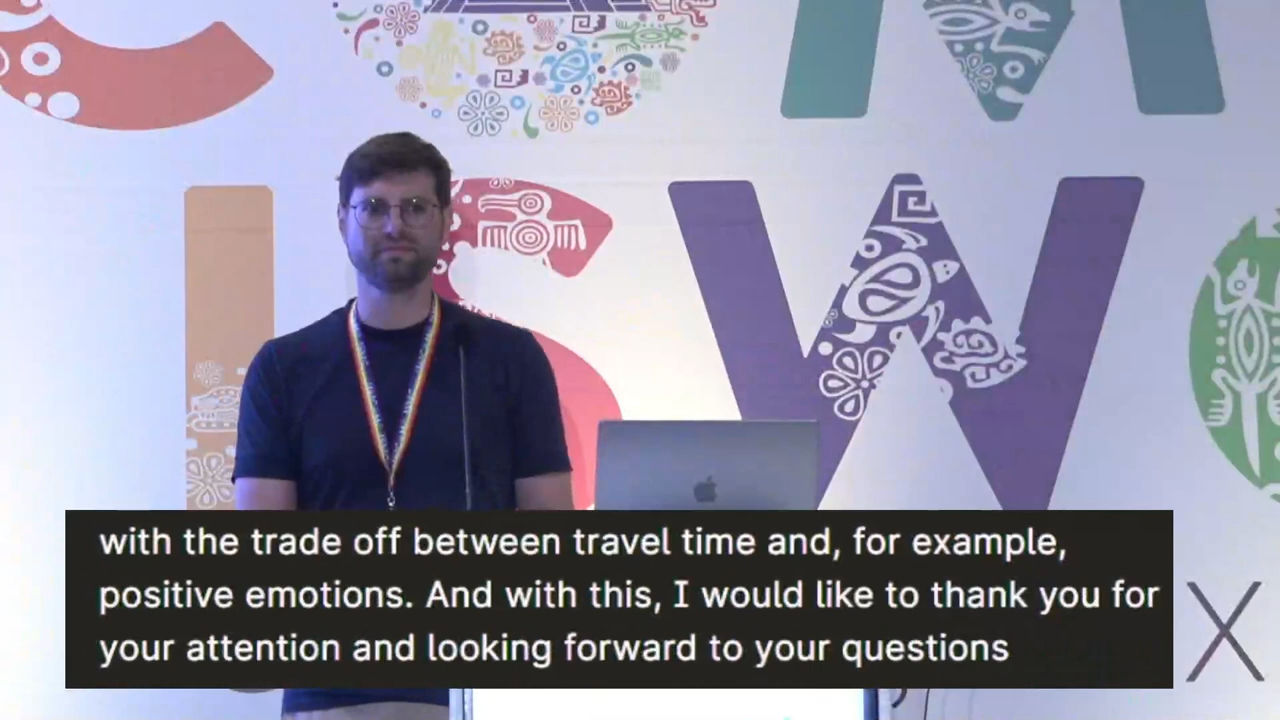 C O M
I S W C
with the trade off between travel time and, for example,
positive emotions. And with this, I would like to thank you for
your attention and looking forward to your questions
X